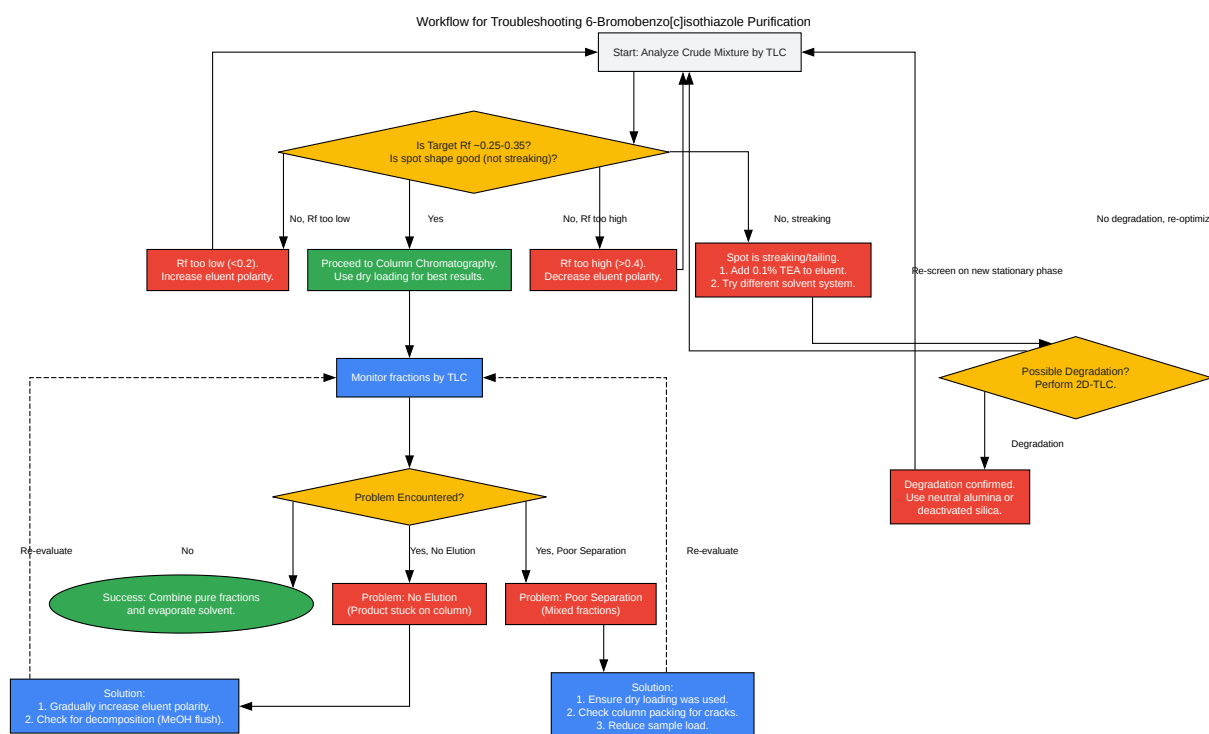 Workflow for Troubleshooting 6-Bromobenzo[c]isothiazole Purification
Start: Analyze Crude Mixture by TLC
Is Target Rf ~0.25-0.35?
Is spot shape good (not streaking)?
No, Rf too low
Yes
No, Rf too high
No, streaking
No degradation, re-optimiz
Rf too low (<0.2).
Increase eluent polarity.
Proceed to Column Chromatography.
Use dry loading for best results.
Rf too high (>0.4).
Decrease eluent polarity.
Spot is streaking/tailing.
1. Add 0.1% TEA to eluent.
2. Try different solvent system.
Re-screen on new stationary phase
Monitor fractions by TLC
Possible Degradation?
Perform 2D-TLC.
Degradation
Problem Encountered?
Degradation confirmed.
Use neutral alumina or
deactivated silica.
Re-evaluate
No
Yes, No Elution
Yes, Poor Separation
Re-evaluate
Success: Combine pure fractions
and evaporate solvent.
Problem: No Elution
(Product stuck on column)
Problem: Poor Separation
(Mixed fractions)
Solution:
1. Gradually increase eluent polarity.
2. Check for decomposition (MeOH flush).
Solution:
1. Ensure dry loading was used.
2. Check column packing for cracks.
3. Reduce sample load.